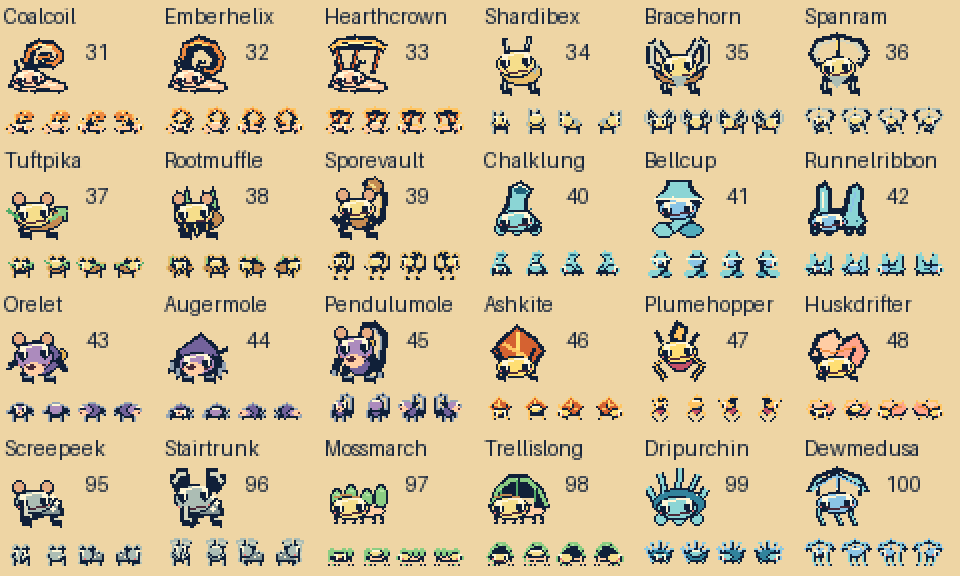 Coalcoil Emberhelix Hearthcrown Shardibex Bracehorn Spanram
31 32 33 34 35 36
Tuftpika Rootmuffle Sporevault Chalklung Bellcup Runnelribbon
37 38 39 40 41 42
Orelet Augermole Pendulumole Ashkite Plumehopper Huskdrifter
43 44 45 46 47 48
Screepeek Stairtrunk Mossmarch Trellislong Dripurchin Dewmedusa
95 96 97 98 99 100